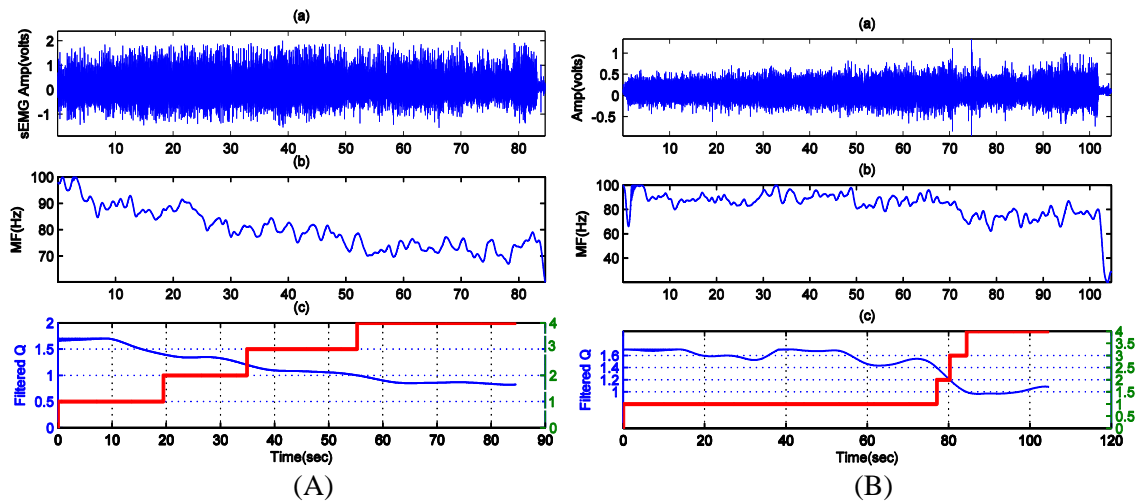 (a)
sEMG Amp(volts)
2
1
0
-1
10 20 30 40 50 60 70 80
(b)
MF(Hz)
100
90
80
70
10 20 30 40 50 60 70 80
(c)
Filtered Q
2
1.5
1
0.5
0
4
3
2
1
0
0 10 20 30 40 50 60 70 80 90
Time(sec)
(A)
(a)
Amp(volts)
1
0.5
0
-0.5
10 20 30 40 50 60 70 80 90 100
(b)
MF(Hz)
100
80
60
40
10 20 30 40 50 60 70 80 90 100
(c)
Filtered Q
1.6
1.2
1.2
1
4
3.5
3
2.5
2
1.5
1
0.5
0
0 20 40 60 80 100 120
Time(sec)
(B)